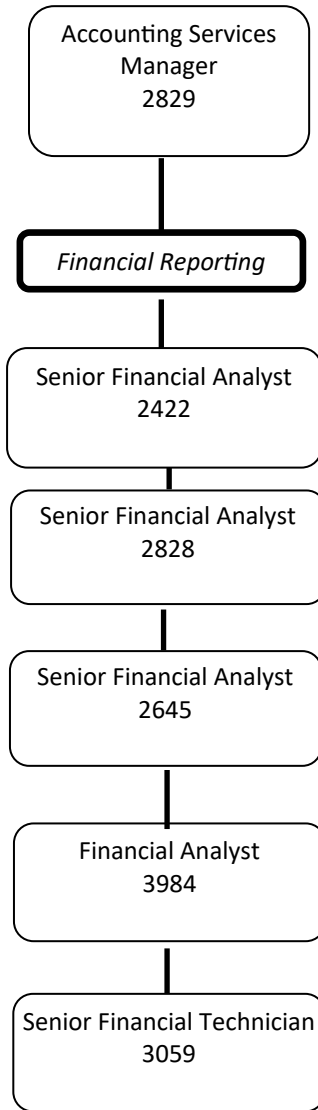 Accounting Services
Manager
2829
Financial Reporting
Senior Financial Analyst
2422
Senior Financial Analyst
2828
Senior Financial Analyst
2645
Financial Analyst
3984
Senior Financial Technician
3059